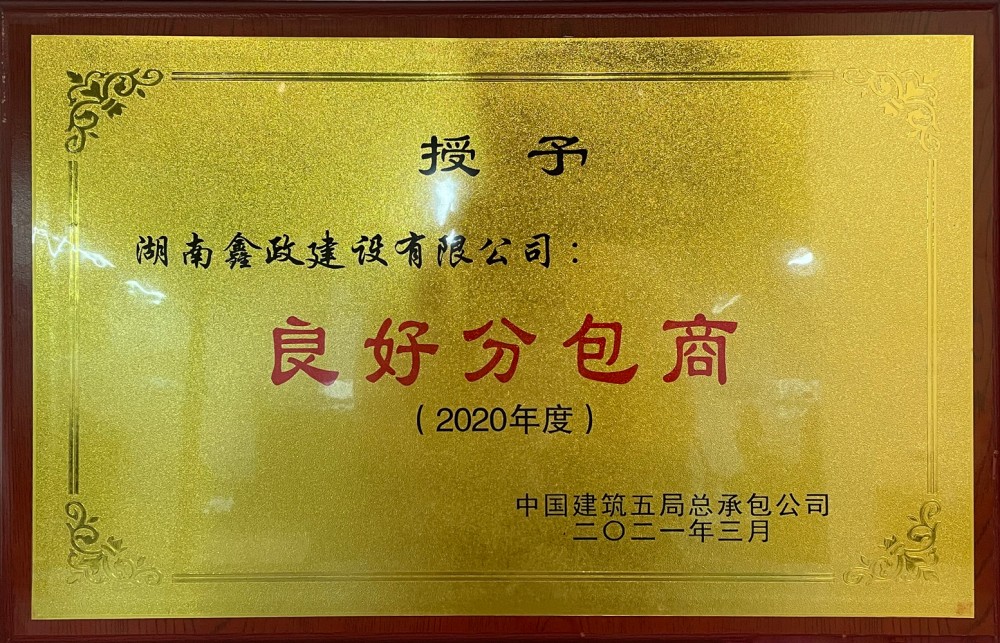 授予
湖南鑫政建设有限公司：
良好分包商
（2020年度）
中国建筑五局总承包公司
二〇二一年三月